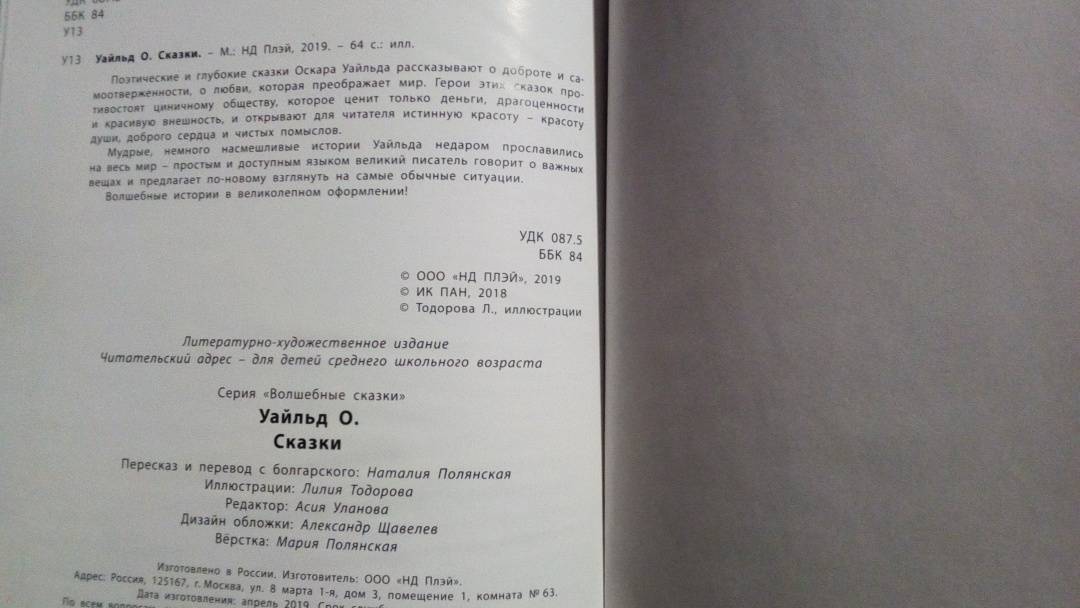 ББК 84
У13
У13 Уайльд О. Сказки. – М.: НД Плэй, 2019. – 64 с.: илл.
Поэтические и глубокие сказки Оскара Уайльда рассказывают о доброте и са-
моотверженности, о любви, которая преображает мир. Герои этих сказок про-
тивостоят циничному обществу, которое ценит только деньги, драгоценности
и красивую внешность, и открывают для читателя истинную красоту – красоту
души, доброго сердца и чистых помыслов.
Мудрые, немного насмешливые истории Уайльда недаром прославились
на весь мир – простым и доступным языком великий писатель говорит о важных
вещах и предлагает по-новому взглянуть на самые обычные ситуации.
Волшебные истории в великолепном оформлении!
УДК 087.5
ББК 84
© ООО «НД ПЛЭЙ», 2019
© ИК ПАН, 2018
© Тодорова Л., иллюстрации
Литературно-художественное издание
Читательский адрес – для детей среднего школьного возраста
Серия «Волшебные сказки»
Уайльд О.
Сказки
Пересказ и перевод с болгарского: Наталия Полянская
Иллюстрации: Лилия Тодорова
Редактор: Асия Уланова
Дизайн обложки: Александр Щавелев
Вёрстка: Мария Полянская
Изготовлено в России. Изготовитель: ООО «НД Плэй».
Адрес: Россия, 125167, г. Москва, ул. 8 марта 1-я, дом 3, помещение 1, комната № 63.
Дата изготовления: апрель 2019. Срок
По всем вопросам